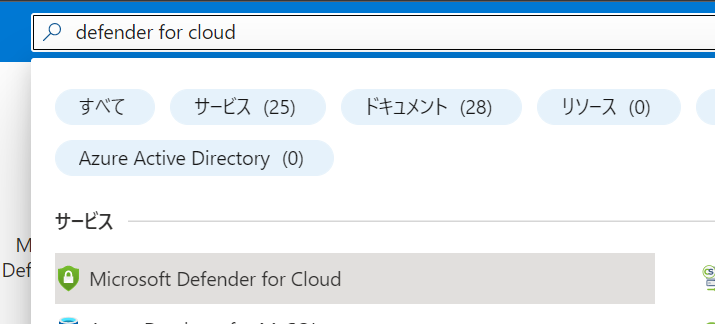 defender for cloud
すべて サービス (25) ドキュメント (28) リソース (0)
Azure Active Directory (0)
サービス
M
Def
Microsoft Defender for Cloud